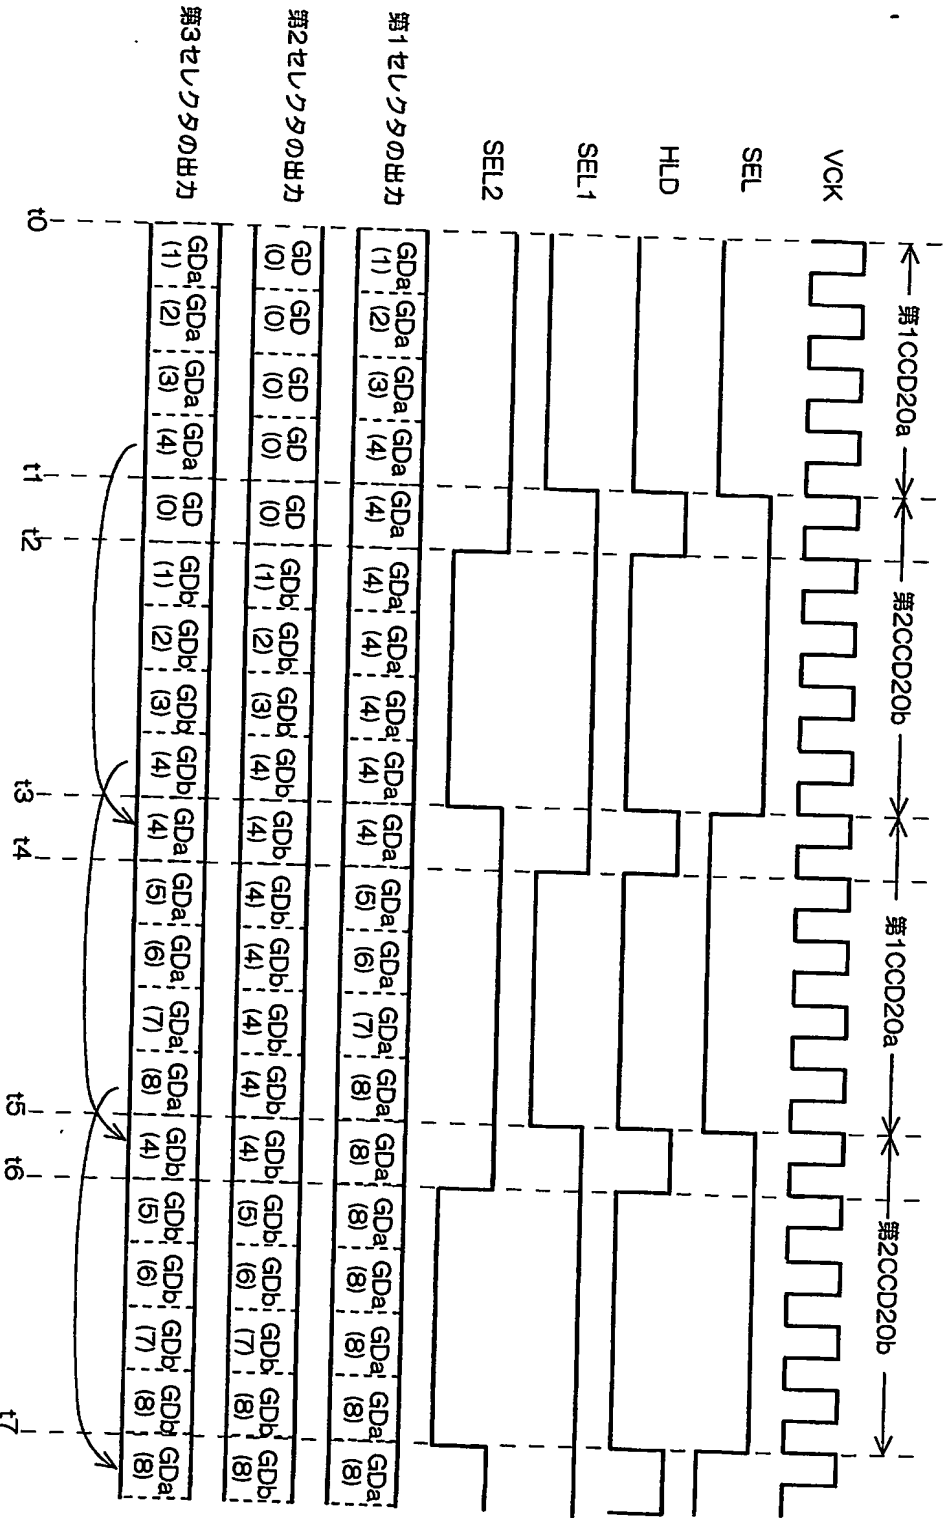 第1CCD20a 第2CCD20b 第1CCD20a 第2CCD20b
VCK
SEL
HLD
SEL1
SEL2
第1セレクタの出力 GDa(1) GDa(2) GDa(3) GDa(4) GDa(4) GDa(4) GDa(4) GDa(4) GDa(4) GDa(4) GDa(5) GDa(6) GDa(7) GDa(8) GDa(8) GDa(8) GDa(8) GDa(8) GDa(8) GDa(8)
第2セレクタの出力 GD(0) GD(0) GD(0) GD(0) GD(0) GDb(1) GDb(2) GDb(3) GDb(4) GDb(4) GDb(4) GDb(4) GDb(4) GDb(4) GDb(4) GDb(5) GDb(6) GDb(7) GDb(8) GDb(8)
第3セレクタの出力 GDa(1) GDa(2) GDa(3) GDa(4) GD(0) GDb(1) GDb(2) GDb(3) GDb(4) GDa(4) GDa(5) GDa(6) GDa(7) GDa(8) GDb(4) GDb(5) GDb(6) GDb(7) GDb(8) GDa(8)
t0 t1 t2 t3 t4 t5 t6 t7